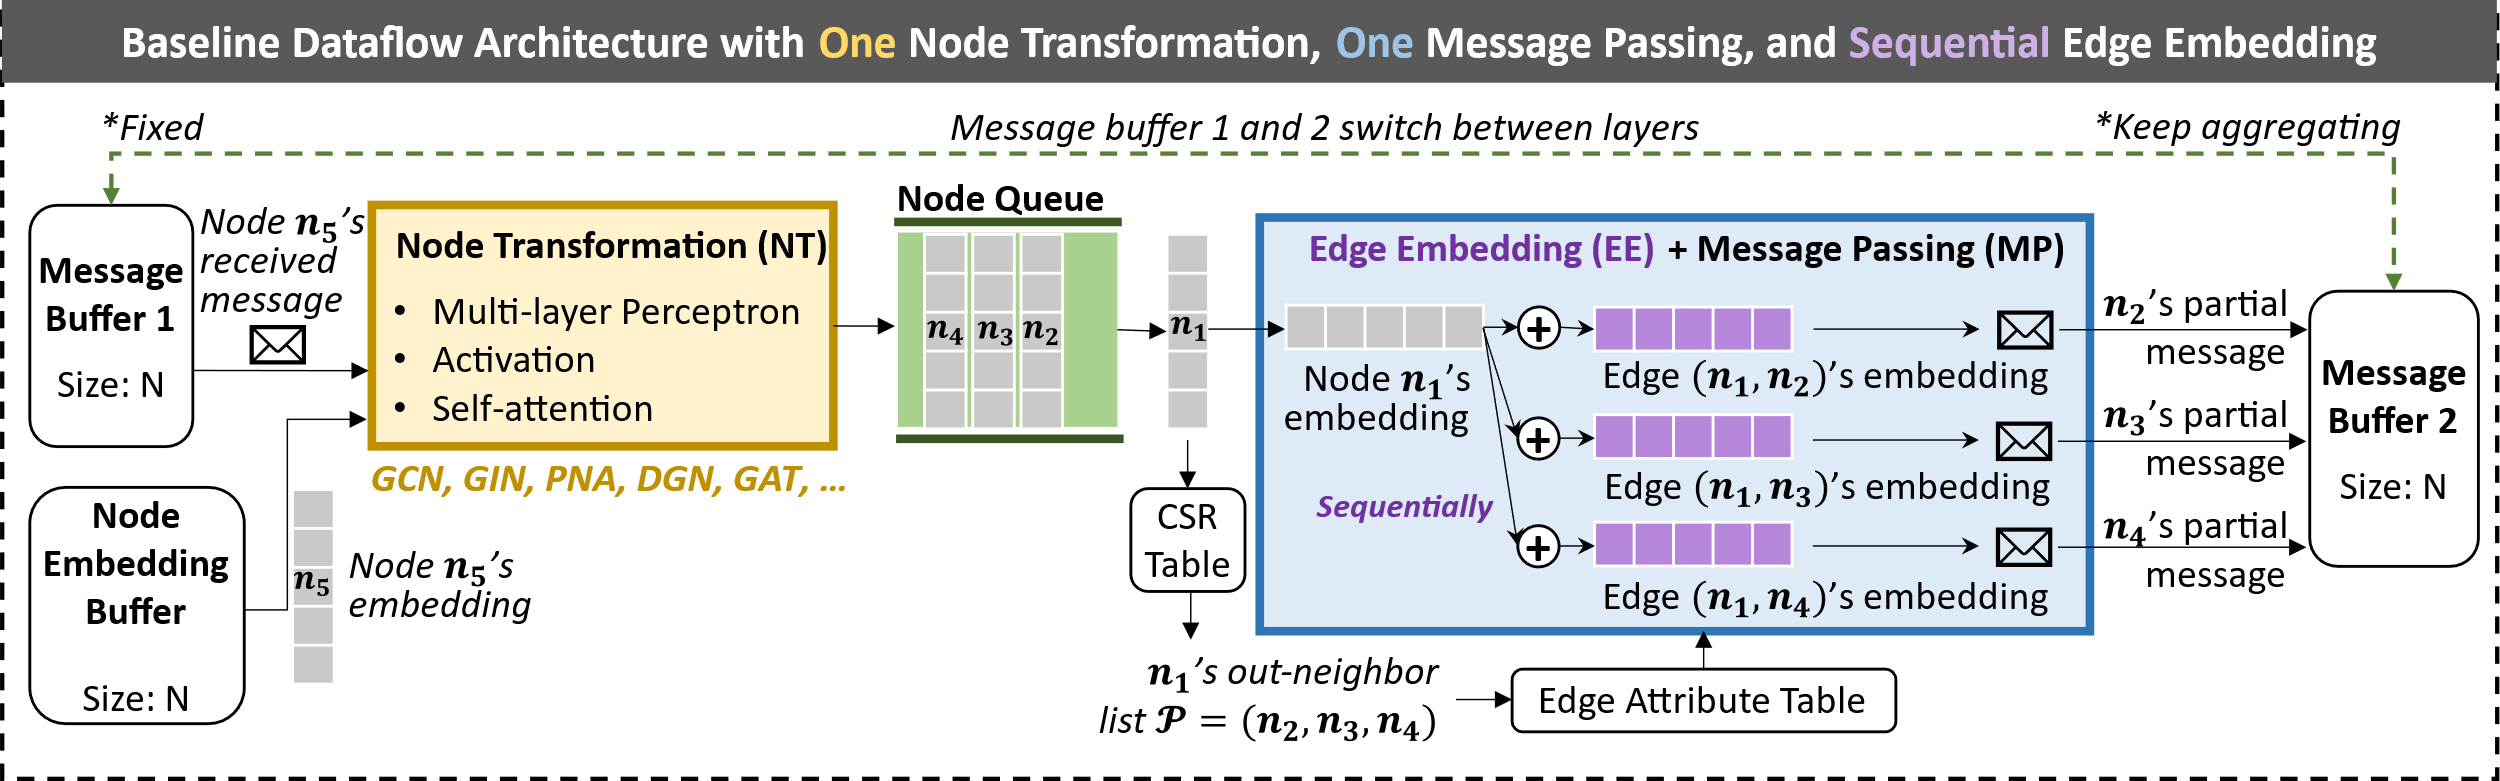 Baseline Dataflow Architecture with One Node Transformation, One Message Passing, and Sequential Edge Embedding
*Fixed
Message buffer 1 and 2 switch between layers
*Keep aggregating
Message
Buffer 1
Size: N
Node n₅'s
received
message
Node
Embedding
Buffer
Size: N
n₅
Node n₅'s
embedding
Node Transformation (NT)
• Multi-layer Perceptron
• Activation
• Self-attention
GCN, GIN, PNA, DGN, GAT, ...
Node Queue
n₄ n₃ n₂
n₁
CSR
Table
n₁'s out-neighbor
list 𝒫 = (n₂, n₃, n₄)
Edge Attribute Table
Edge Embedding (EE) + Message Passing (MP)
Node n₁'s
embedding
Sequentially
+
Edge (n₁, n₂)'s embedding
+
Edge (n₁, n₃)'s embedding
+
Edge (n₁, n₄)'s embedding
n₂'s partial
message
n₃'s partial
message
n₄'s partial
message
Message
Buffer 2
Size: N